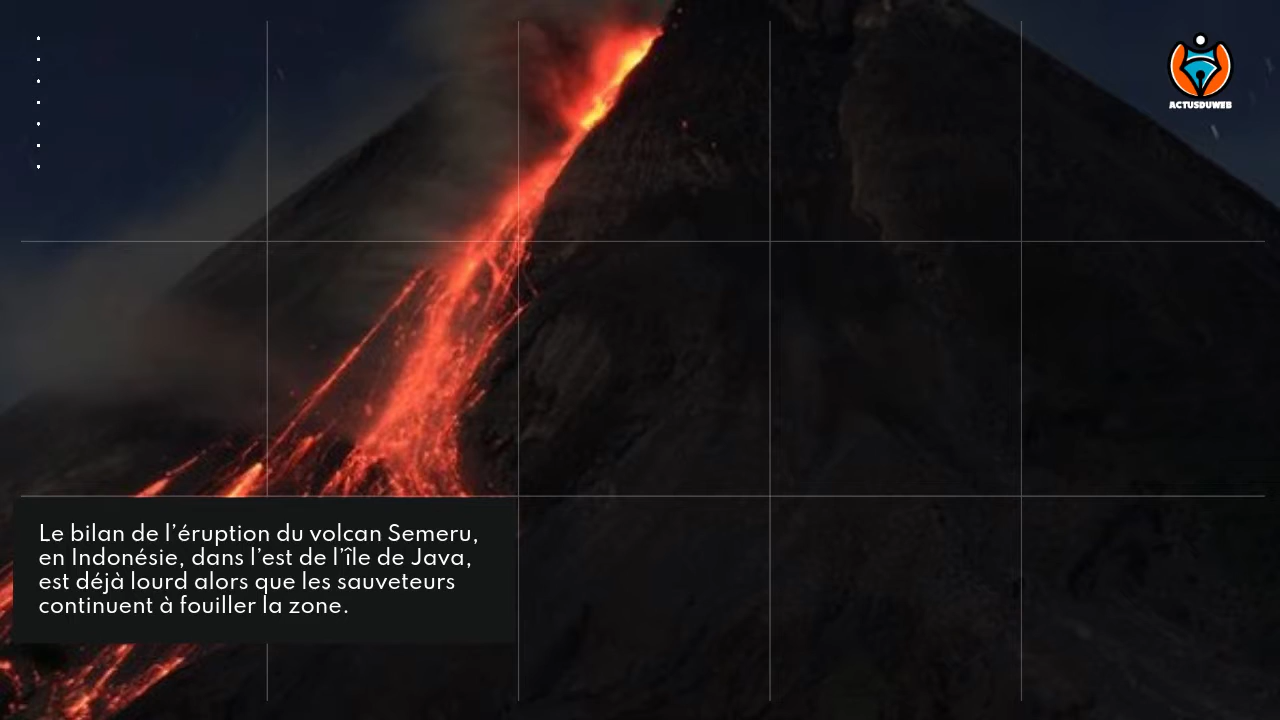 ACTUSDUWEB
Le bilan de l’éruption du volcan Semeru,
en Indonésie, dans l’est de l’île de Java,
est déjà lourd alors que les sauveteurs
continuent à fouiller la zone.